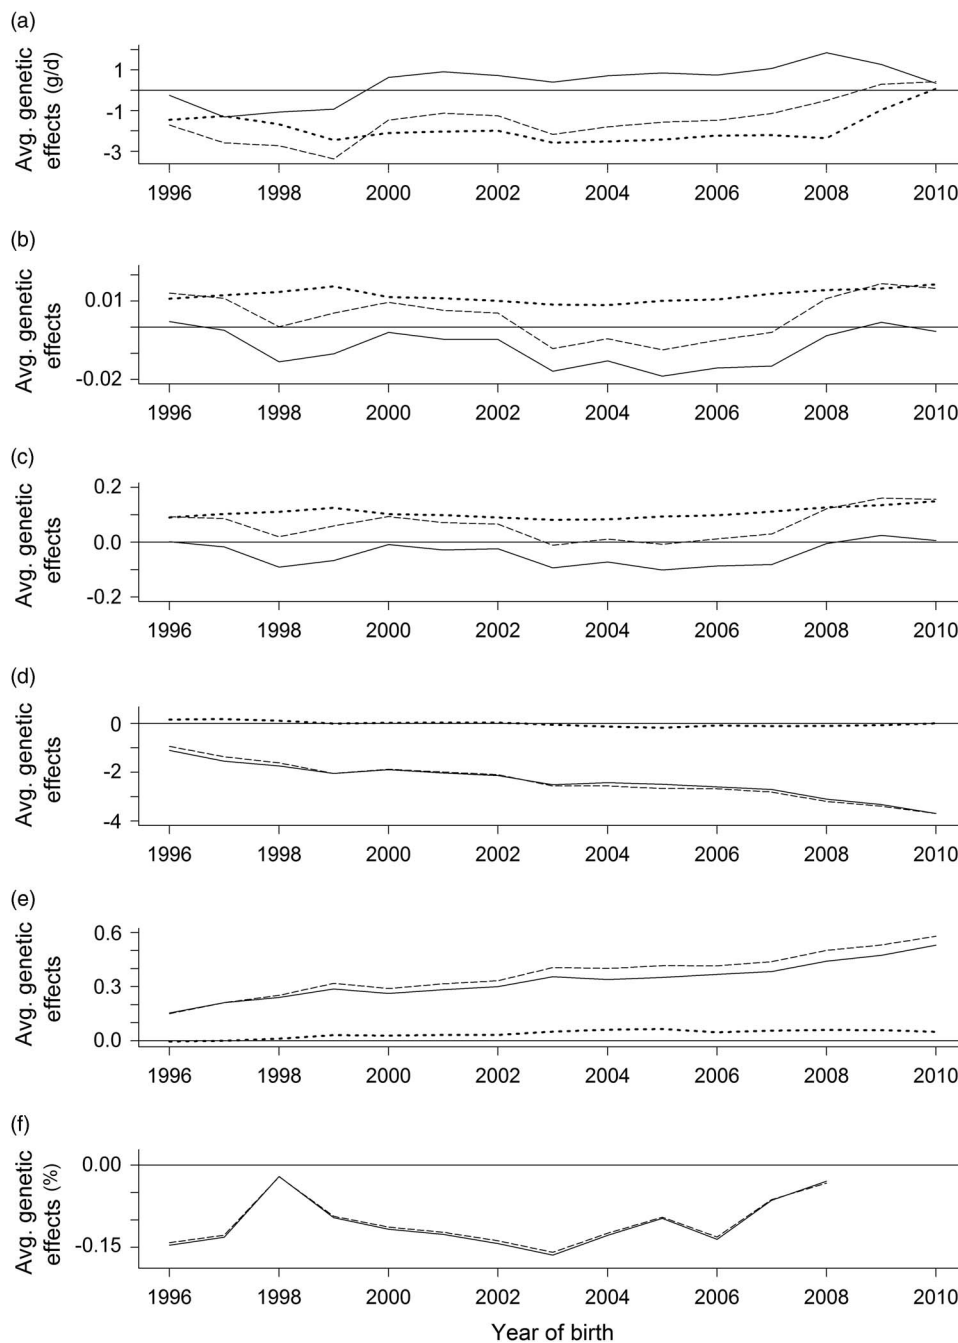 (a)
Avg. genetic
effects (g/d)
1
-1
-3
1996 1998 2000 2002 2004 2006 2008 2010
(b)
Avg. genetic
effects
0.01
-0.02
1996 1998 2000 2002 2004 2006 2008 2010
(c)
Avg. genetic
effects
0.2
0.0
-0.2
1996 1998 2000 2002 2004 2006 2008 2010
(d)
Avg. genetic
effects
0
-2
-4
1996 1998 2000 2002 2004 2006 2008 2010
(e)
Avg. genetic
effects
0.6
0.3
0.0
1996 1998 2000 2002 2004 2006 2008 2010
(f)
Avg. genetic
effects (%)
0.00
-0.15
1996 1998 2000 2002 2004 2006 2008 2010
Year of birth